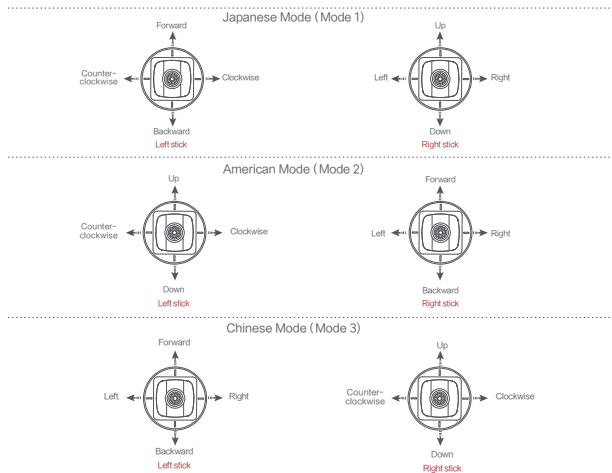 Japanese Mode (Mode 1)
Forward
Up
Counter-
clockwise
Clockwise
Left
Right
Backward
Down
Left stick
Right stick
American Mode (Mode 2)
Up
Forward
Counter-
clockwise
Clockwise
Left
Right
Down
Backward
Left stick
Right stick
Chinese Mode (Mode 3)
Forward
Up
Left
Right
Counter-
clockwise
Clockwise
Backward
Down
Left stick
Right stick